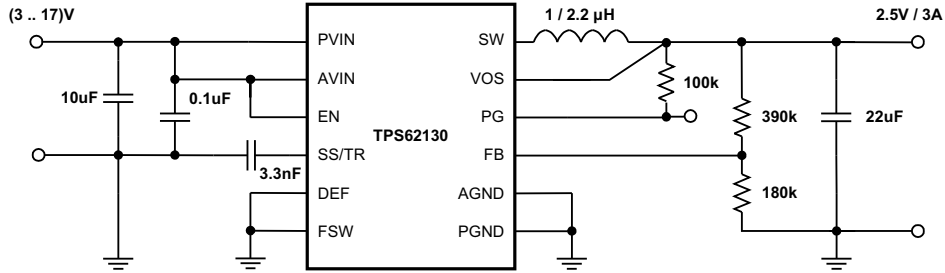 (3 .. 17)V
1 / 2.2 µH
2.5V / 3A
PVIN
SW
AVIN
VOS
10uF
0.1uF
100k
EN
PG
390k
22uF
TPS62130
SS/TR
FB
3.3nF
DEF
AGND
180k
FSW
PGND